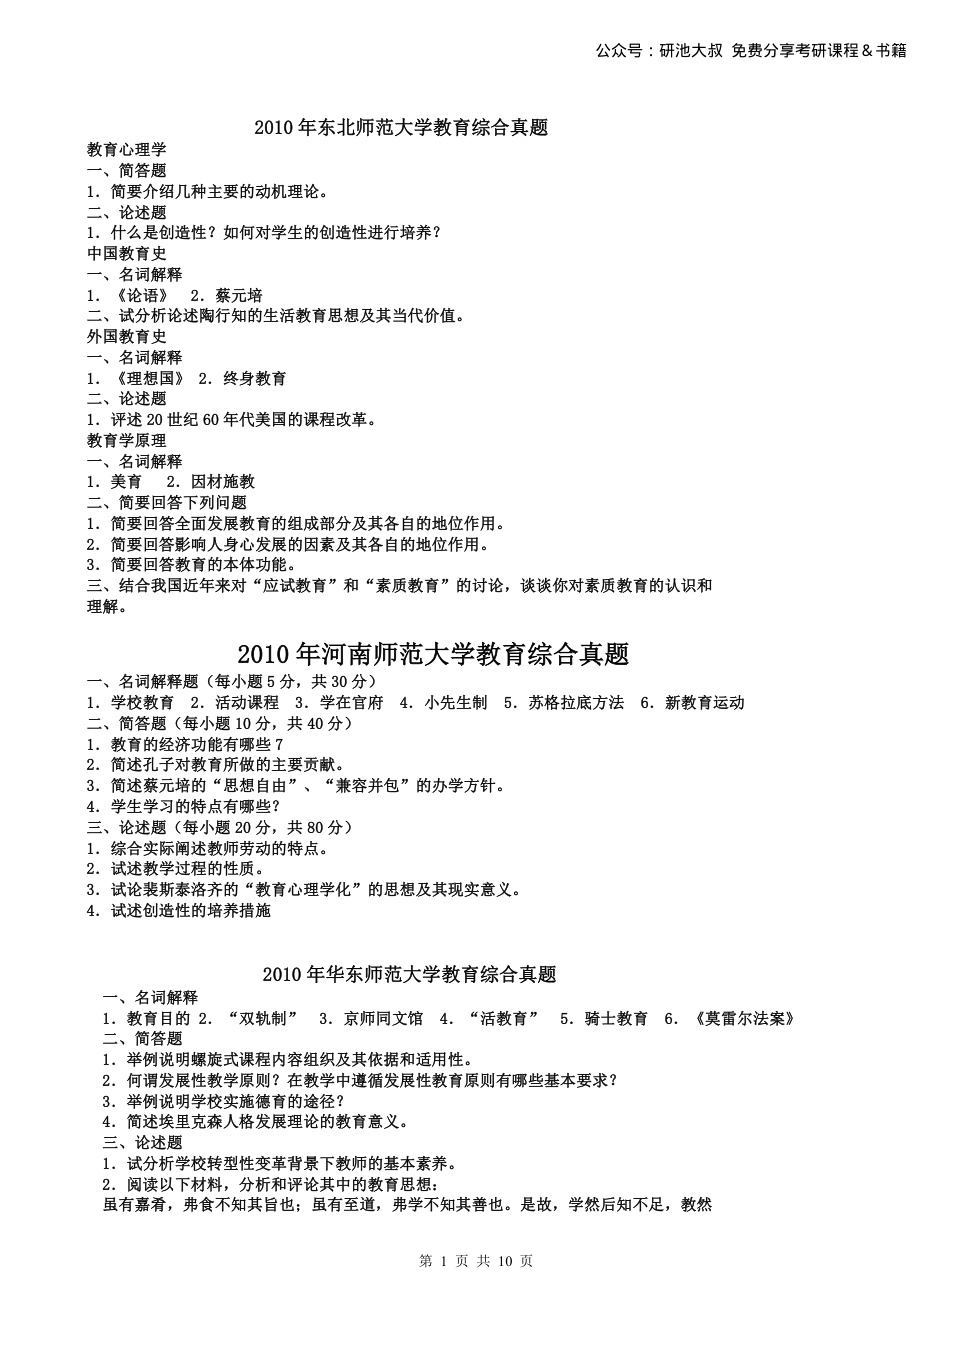 公众号：研池大叔 免费分享考研课程＆书籍
2010 年东北师范大学教育综合真题
教育心理学
一、简答题
1．简要介绍几种主要的动机理论。
二、论述题
1．什么是创造性？如何对学生的创造性进行培养？
中国教育史
一、名词解释
1．《论语》 2．蔡元培
二、试分析论述陶行知的生活教育思想及其当代价值。
外国教育史
一、名词解释
1．《理想国》 2．终身教育
二、论述题
1．评述 20 世纪 60 年代美国的课程改革。
教育学原理
一、名词解释
1．美育 2．因材施教
二、简要回答下列问题
1．简要回答全面发展教育的组成部分及其各自的地位作用。
2．简要回答影响人身心发展的因素及其各自的地位作用。
3．简要回答教育的本体功能。
三、结合我国近年来对“应试教育”和“素质教育”的讨论，谈谈你对素质教育的认识和
理解。
2010 年河南师范大学教育综合真题
一、名词解释题（每小题 5 分，共 30 分）
1．学校教育 2．活动课程 3．学在官府 4．小先生制 5．苏格拉底方法 6．新教育运动
二、简答题（每小题 10 分，共 40 分）
1．教育的经济功能有哪些 7
2．简述孔子对教育所做的主要贡献。
3．简述蔡元培的“思想自由”、“兼容并包”的办学方针。
4．学生学习的特点有哪些？
三、论述题（每小题 20 分，共 80 分）
1．综合实际阐述教师劳动的特点。
2．试述教学过程的性质。
3．试论裴斯泰洛齐的“教育心理学化”的思想及其现实意义。
4．试述创造性的培养措施
2010 年华东师范大学教育综合真题
一、名词解释
1．教育目的 2．“双轨制” 3．京师同文馆 4．“活教育” 5．骑士教育 6．《莫雷尔法案》
二、简答题
1．举例说明螺旋式课程内容组织及其依据和适用性。
2．何谓发展性教学原则？在教学中遵循发展性教育原则有哪些基本要求？
3．举例说明学校实施德育的途径？
4．简述埃里克森人格发展理论的教育意义。
三、论述题
1．试分析学校转型性变革背景下教师的基本素养。
2．阅读以下材料，分析和评论其中的教育思想：
虽有嘉肴，弗食不知其旨也；虽有至道，弗学不知其善也。是故，学然后知不足，教然
第 1 页 共 10 页